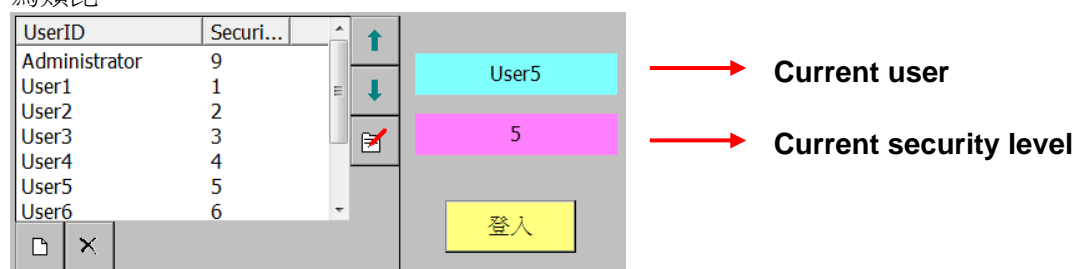 UserID Securi...
Administrator 9
User1 1
User2 2
User3 3
User4 4
User5 5
User6 6
User5
5
登入
Current user
Current security level